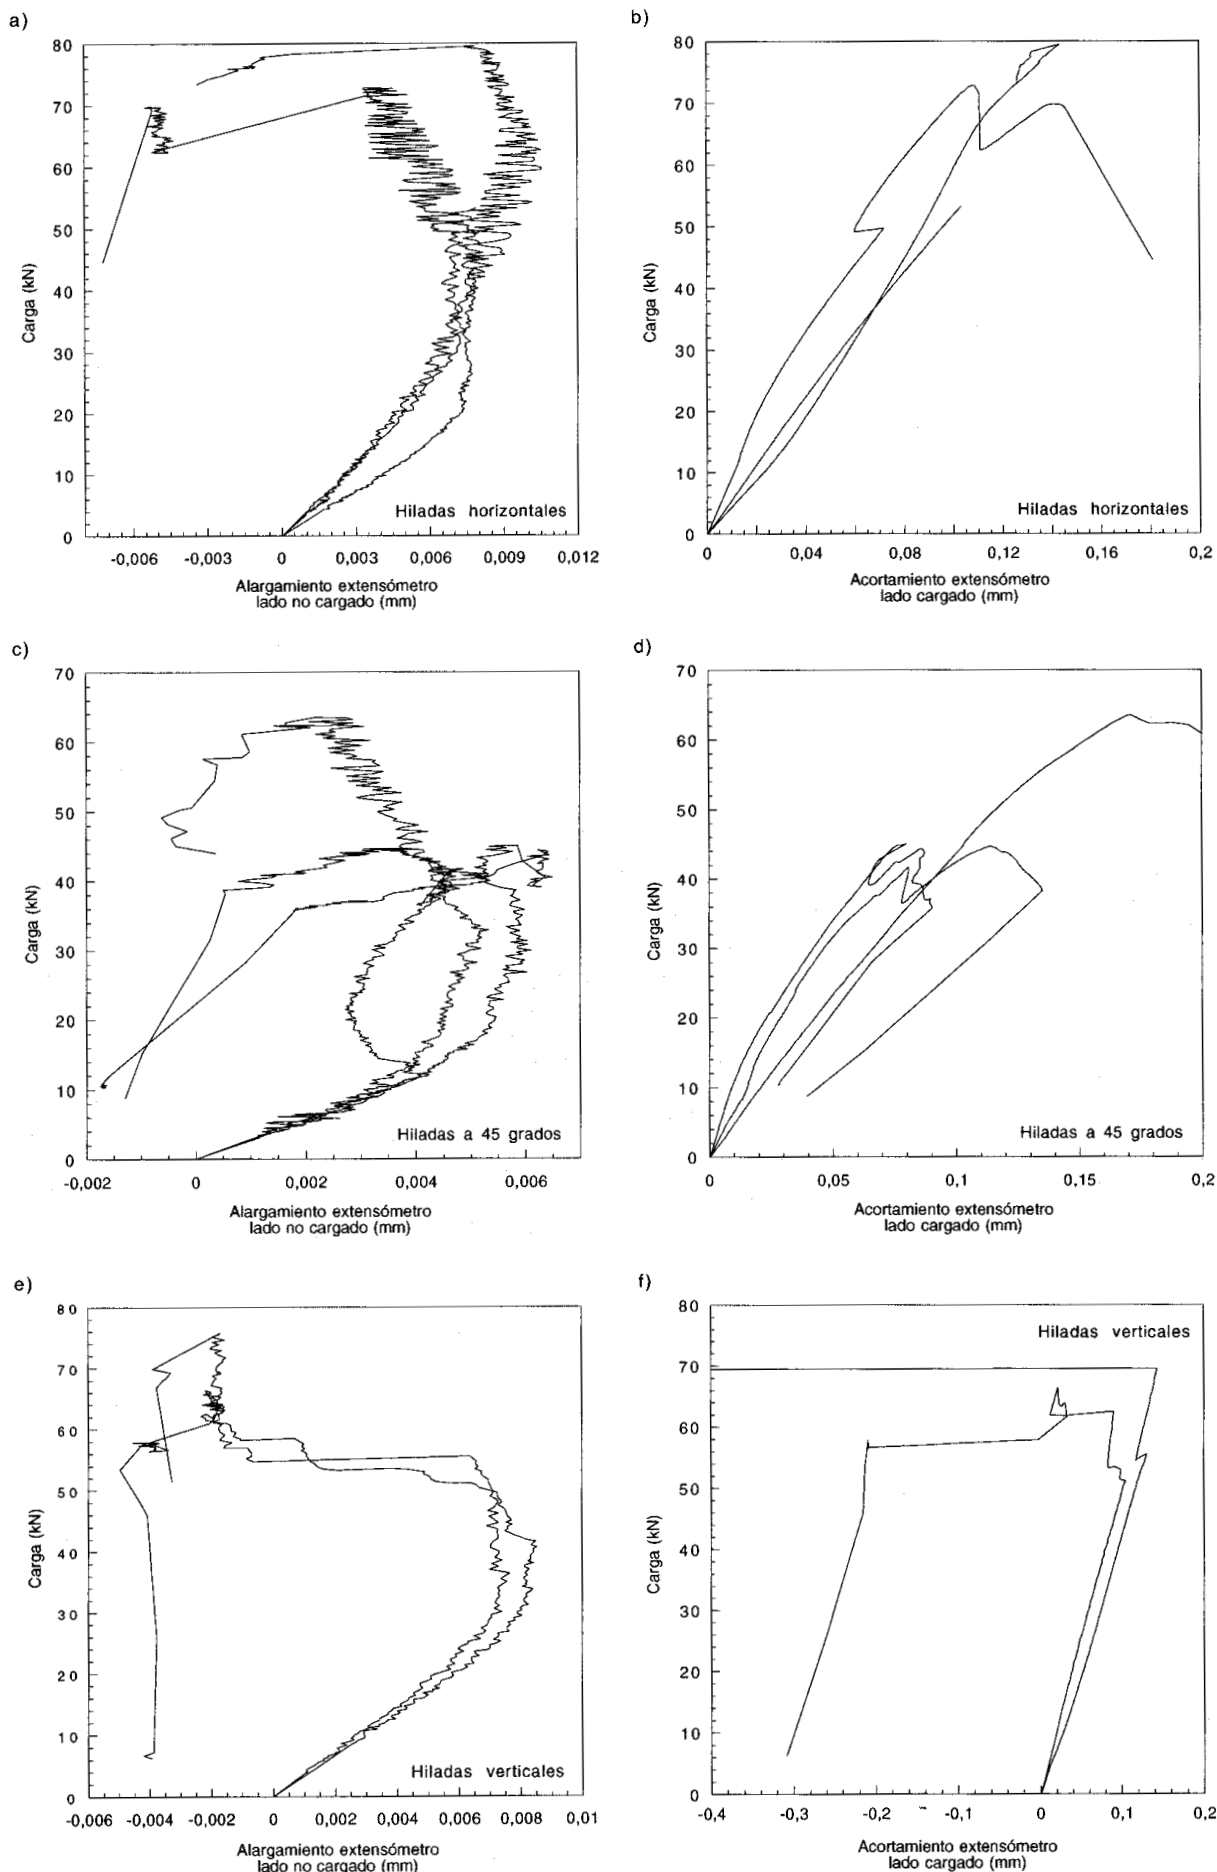 a)
80
70
60
50
40
30
20
10
0
Carga (kN)
Hiladas horizontales
-0,006 -0,003 0 0,003 0,006 0,009 0,012
Alargamiento extensómetro
lado no cargado (mm)
b)
80
70
60
50
40
30
20
10
0
Carga (kN)
Hiladas horizontales
0 0,04 0,08 0,12 0,16 0,2
Acortamiento extensómetro
lado cargado (mm)
c)
70
60
50
40
30
20
10
0
Carga (kN)
Hiladas a 45 grados
-0,002 0 0,002 0,004 0,006
Alargamiento extensómetro
lado no cargado (mm)
d)
70
60
50
40
30
20
10
0
Carga (kN)
Hiladas a 45 grados
0 0,05 0,1 0,15 0,2
Acortamiento extensómetro
lado cargado (mm)
e)
80
70
60
50
40
30
20
10
0
Carga (kN)
Hiladas verticales
-0,006 -0,004 -0,002 0 0,002 0,004 0,006 0,008 0,01
Alargamiento extensómetro
lado no cargado (mm)
f)
80
Hiladas verticales
70
60
50
40
30
20
10
0
Carga (kN)
-0,4 -0,3 -0,2 -0,1 0 0,1 0,2
Acortamiento extensómetro
lado cargado (mm)